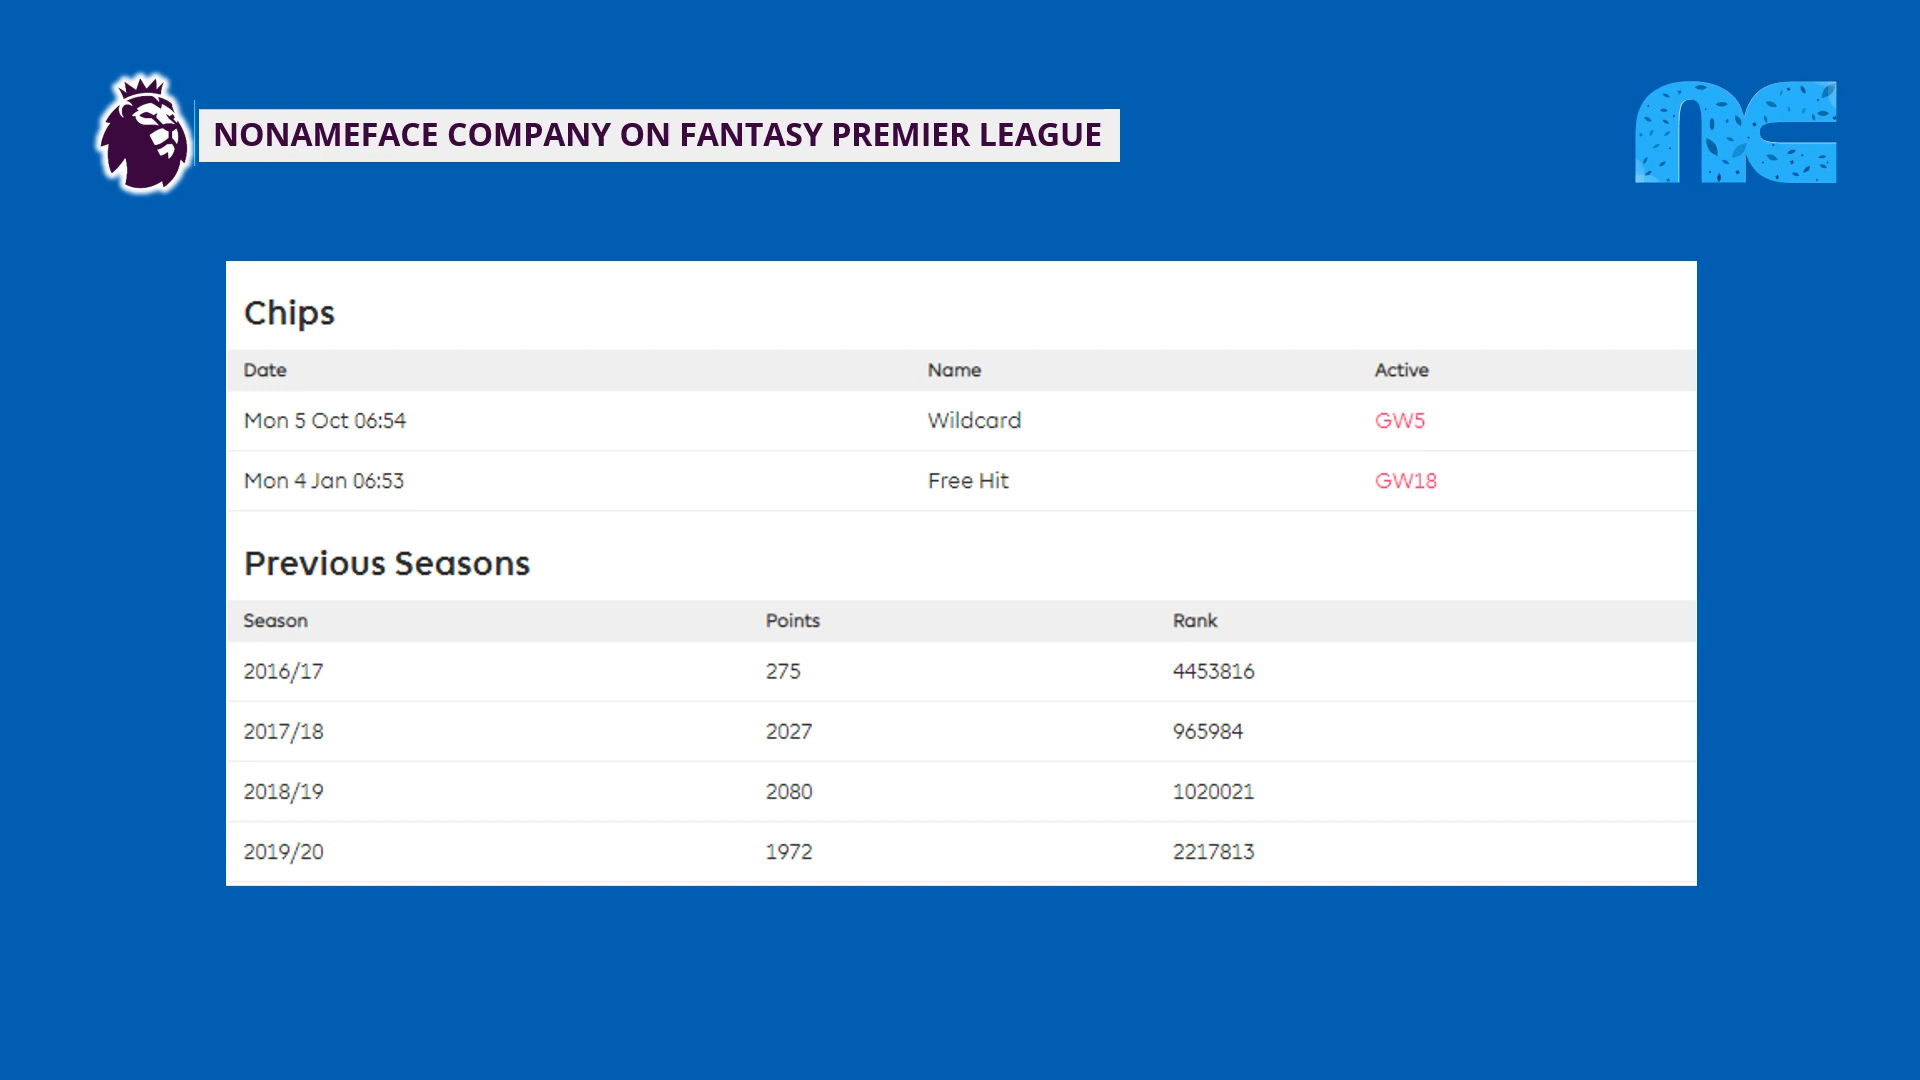 NONAMEFACE COMPANY ON FANTASY PREMIER LEAGUE
nc
Chips
Date Name Active
Mon 5 Oct 06:54 Wildcard GW5
Mon 4 Jan 06:53 Free Hit GW18
Previous Seasons
Season Points Rank
2016/17 275 4453816
2017/18 2027 965984
2018/19 2080 1020021
2019/20 1972 2217813